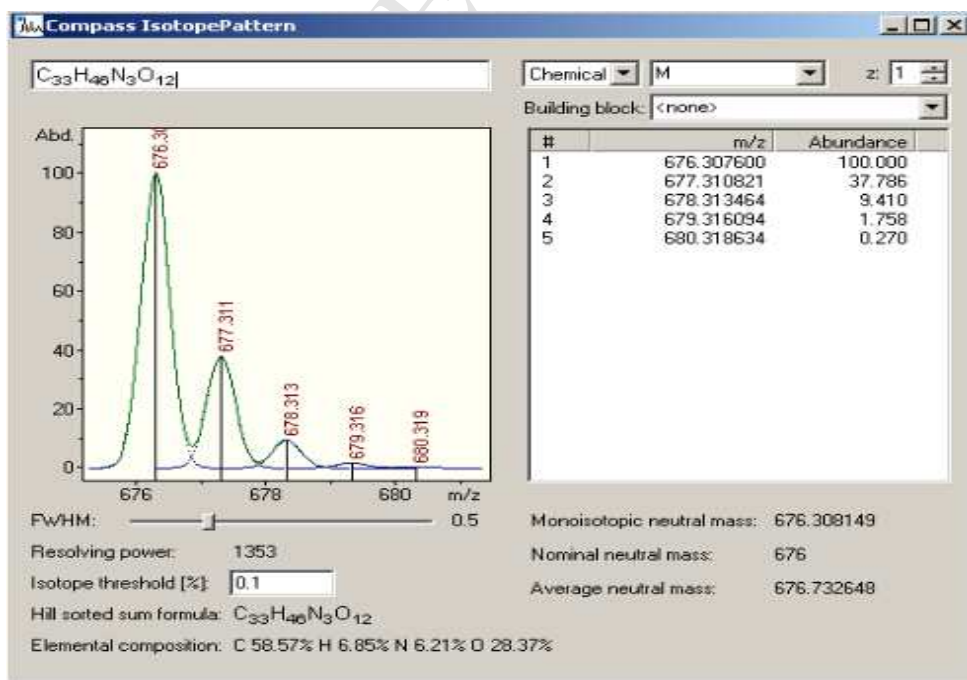 Compass IsotopePattern
C33H46N3O12
Chemical M z: 1
Building block: <none>
Abd.
100
80
60
40
20
0
676.30
677.311
678.313
679.316
680.319
676 678 680 m/z
# m/z Abundance
1 676.307600 100.000
2 677.310821 37.786
3 678.313464 9.410
4 679.316094 1.758
5 680.318634 0.270
FWHM: 0.5
Resolving power: 1353
Isotope threshold [%]: 0.1
Hill sorted sum formula: C33H46N3O12
Elemental composition: C 58.57% H 6.85% N 6.21% O 28.37%
Monoisotopic neutral mass: 676.308149
Nominal neutral mass: 676
Average neutral mass: 676.732648